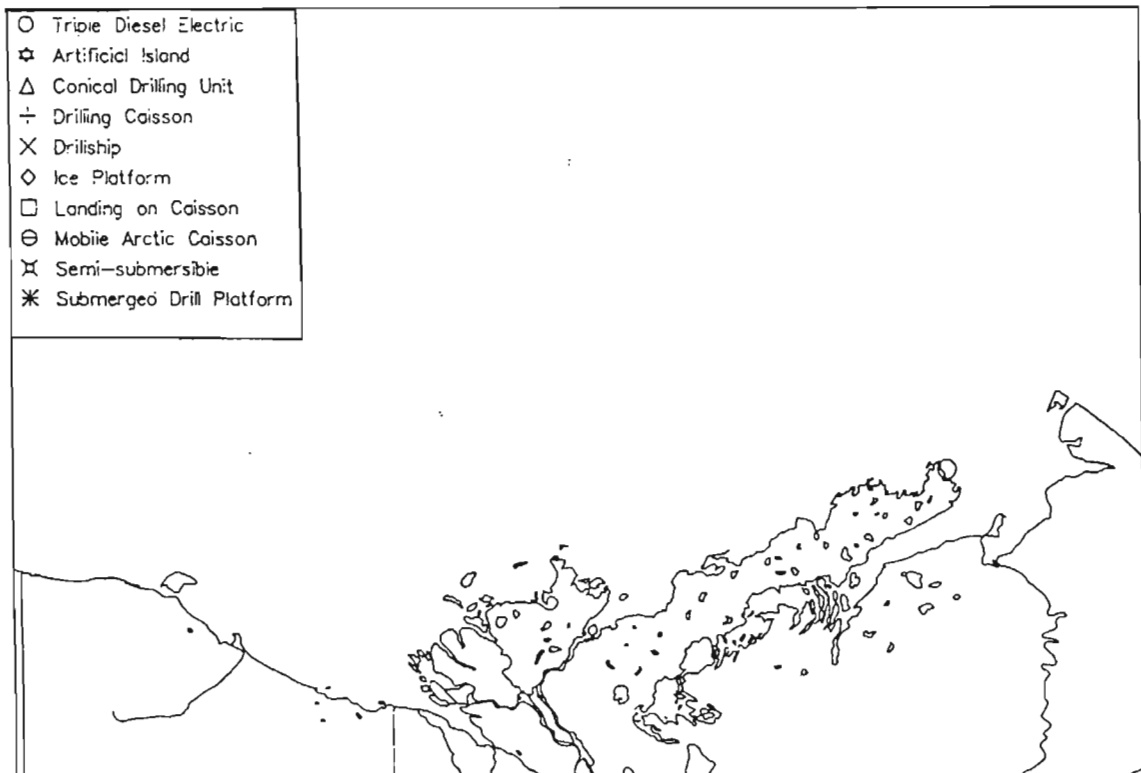 Triple Diesel Electric
Artificial Island
Conical Drilling Unit
Drilling Caisson
Drillship
Ice Platform
Landing on Caisson
Mobile Arctic Caisson
Semi-submersible
Submerged Drill Platform